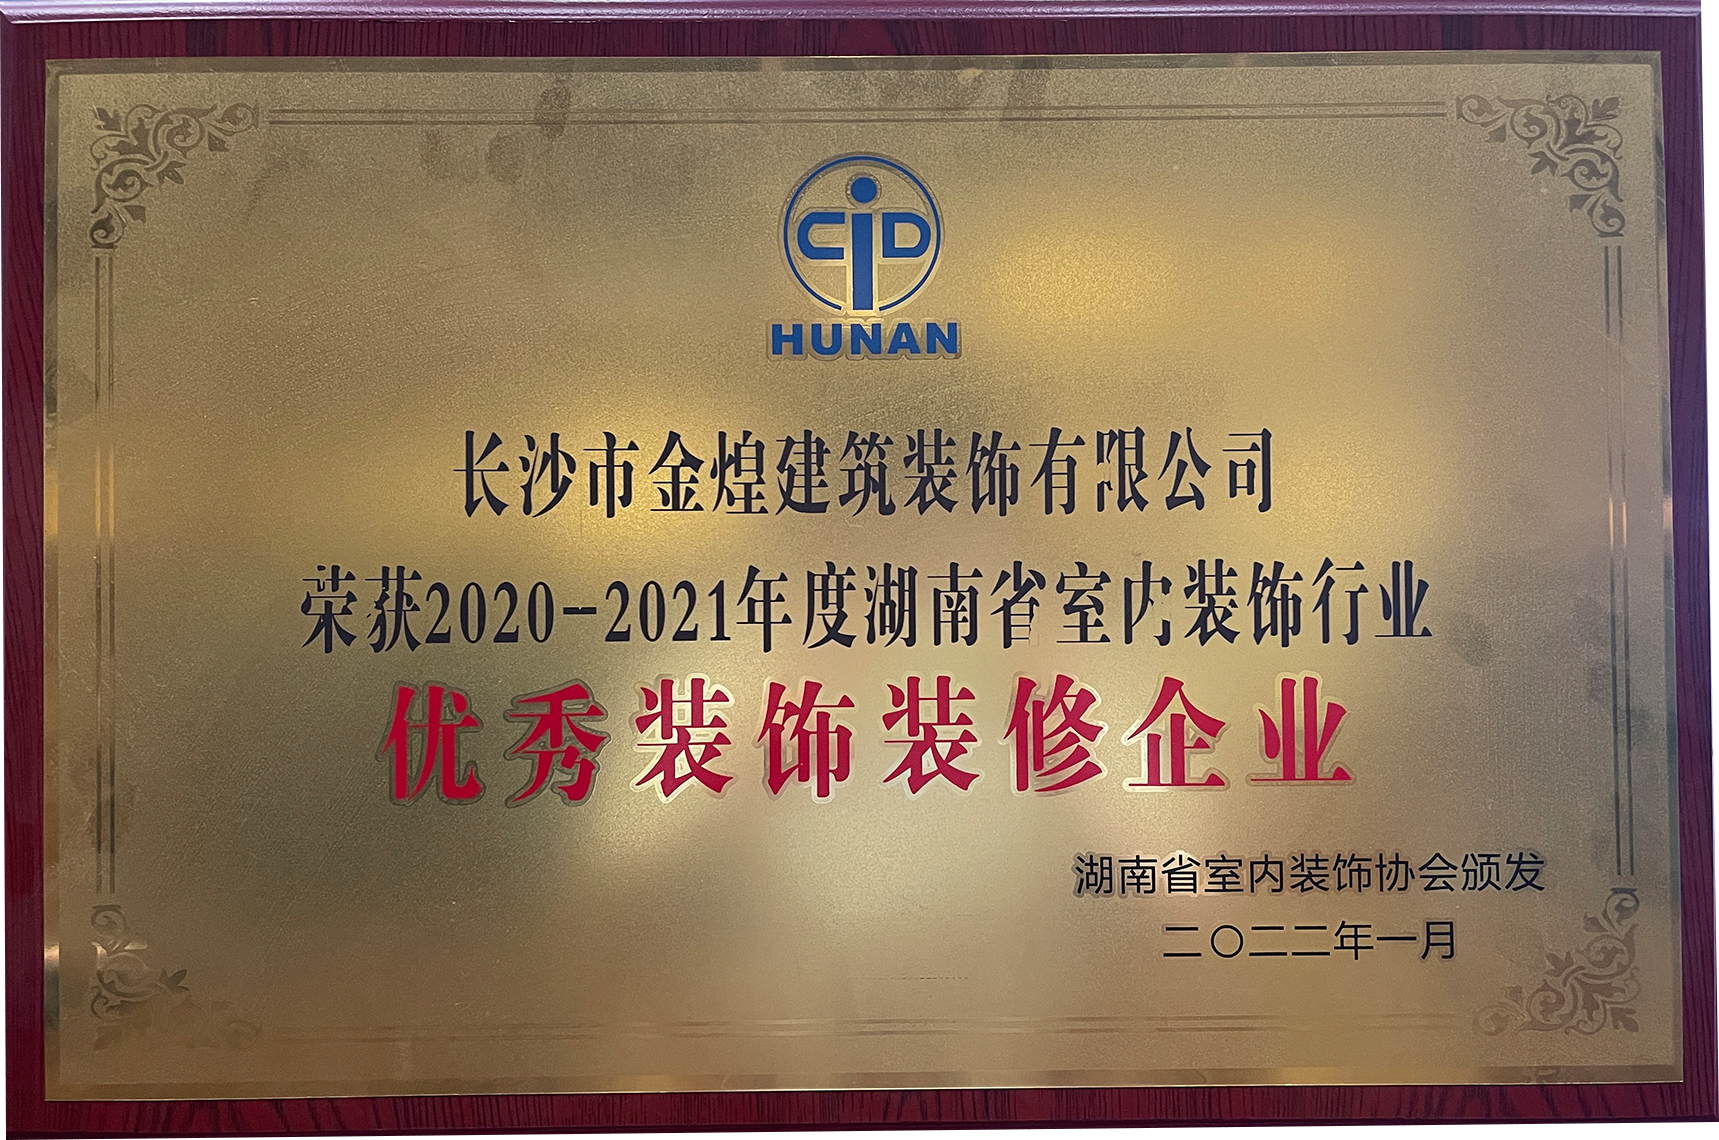 CID
HUNAN
长沙市金煌建筑装饰有限公司
荣获2020-2021年度湖南省室内装饰行业
优秀装饰装修企业
湖南省室内装饰协会颁发
二〇二二年一月